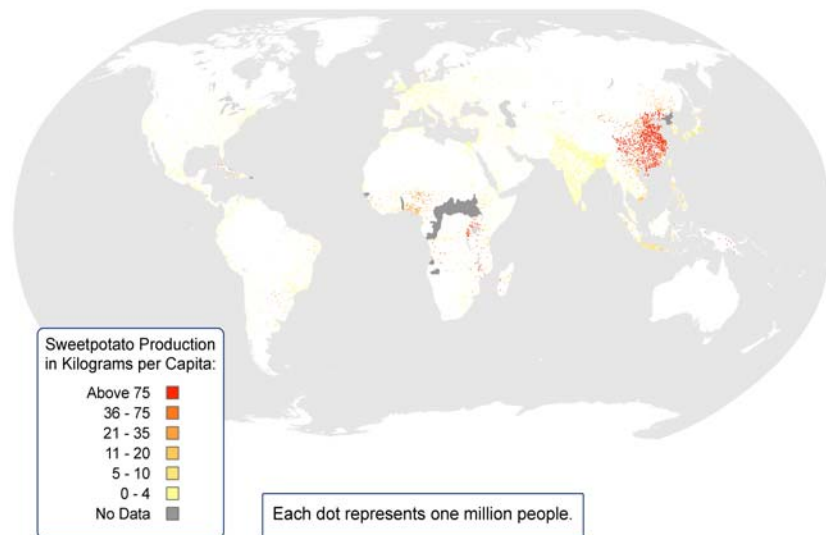 Sweetpotato Production
in Kilograms per Capita:
Above 75
36 - 75
21 - 35
11 - 20
5 - 10
0 - 4
No Data
Each dot represents one million people.